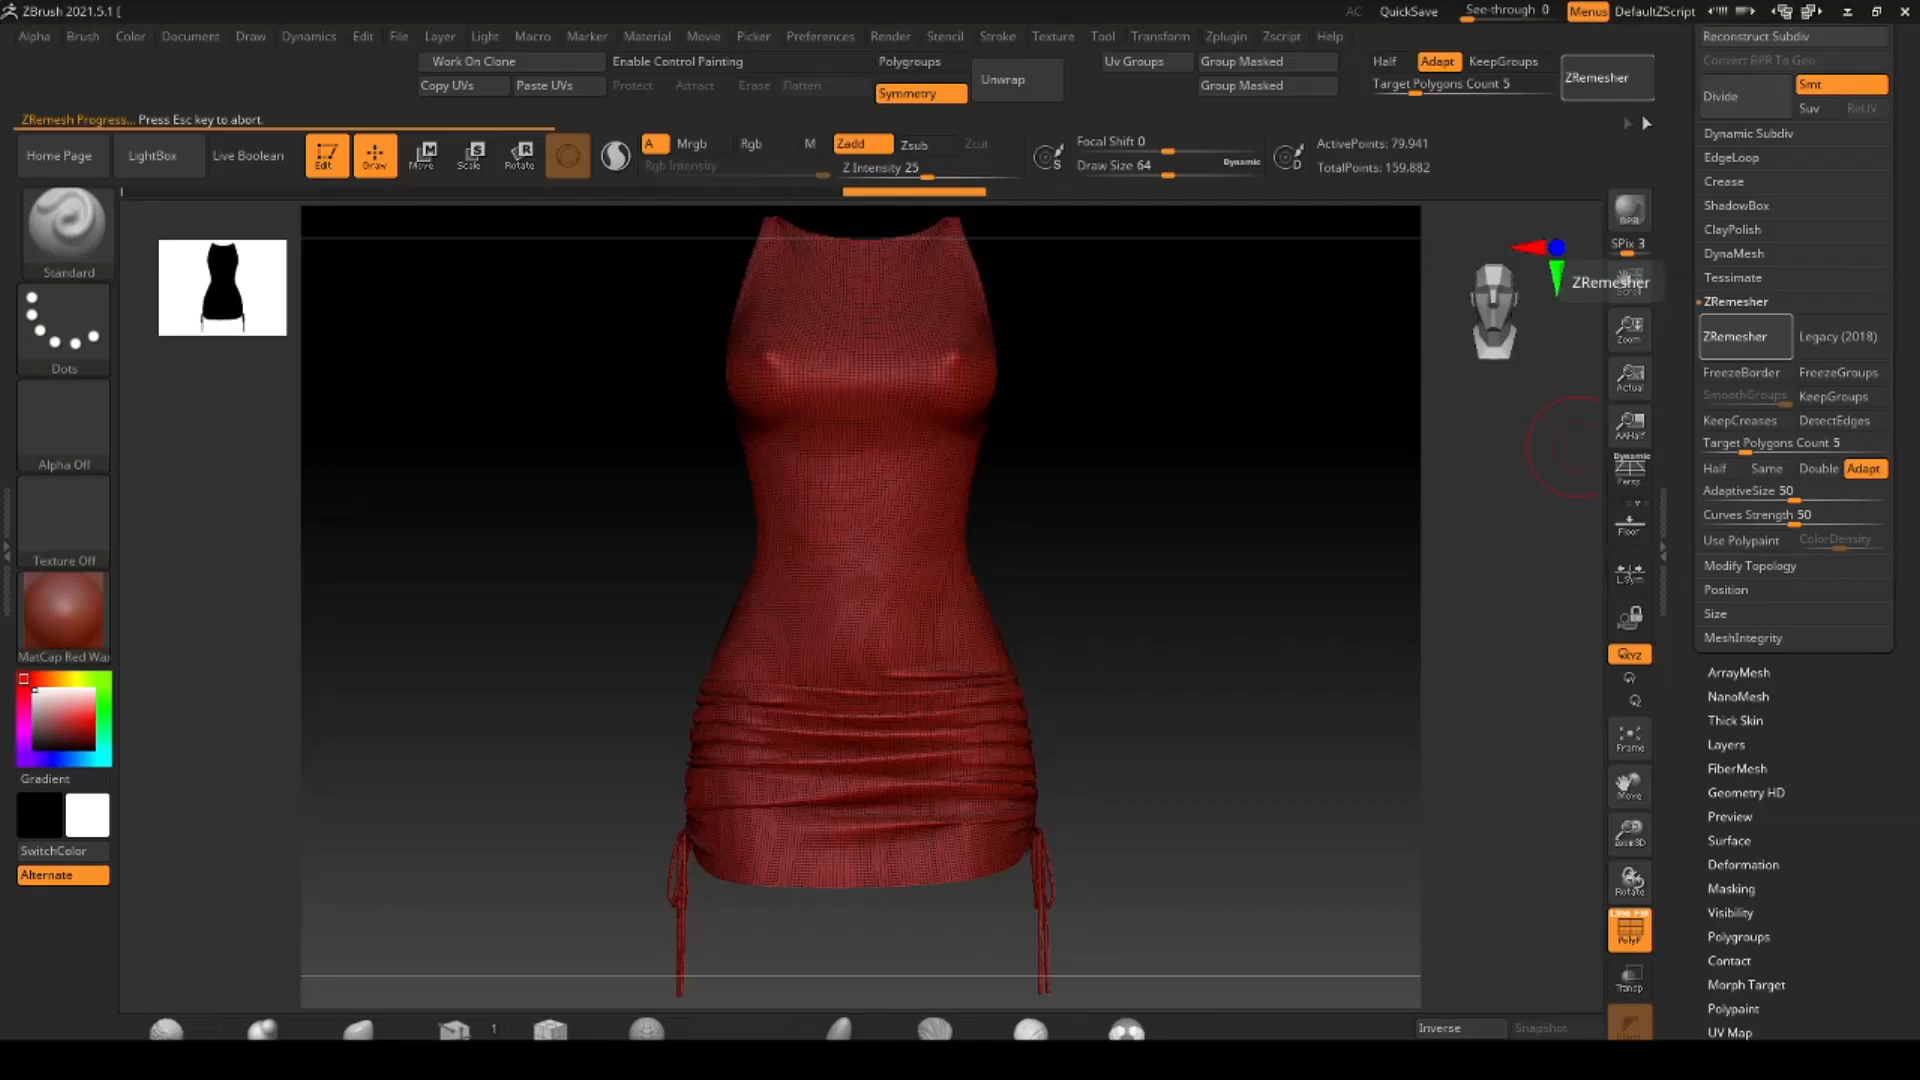 ZBrush 2021.5.1 [
AC QuickSave See-through 0 Menus DefaultZScript
Alpha Brush Color Document Draw Dynamics Edit File Layer Light Macro Marker Material Movie Picker Preferences Render Stencil Stroke Texture Tool Transform Zplugin Zscript Help
Work On Clone Enable Control Painting Polygroups Unwrap Uv Groups Group Masked Half Adapt KeepGroups ZRemesher
Copy UVs Paste UVs Protect Attract Erase Flatten Symmetry Group Masked Target Polygons Count 5
ZRemesh Progress... Press Esc key to abort.
Home Page LightBox Live Boolean Edit Draw Move Scale Rotate A Mrgb Rgb M Zadd Zsub Zcut Focal Shift 0 ActivePoints: 79,941
Rgb Intensity Z Intensity 25 Draw Size 64 Dynamic TotalPoints: 159,882
Standard
Dots
Alpha Off
Texture Off
MatCap Red Wax
Gradient
SwitchColor
Alternate
ZRemesher
BPR
SPix 3
Scroll
Zoom
Actual
AAHalf
Dynamic
Persp
Floor
L.Sym
XYZ
Frame
Move
Zoom3D
Rotate
Line Fill
PolyF
Transp
Inverse Snapshot
Reconstruct Subdiv
Convert BPR To Geo
Divide Smt
Suv ReUV
Dynamic Subdiv
EdgeLoop
Crease
ShadowBox
ClayPolish
DynaMesh
Tessimate
ZRemesher
ZRemesher Legacy (2018)
FreezeBorder FreezeGroups
SmoothGroups KeepGroups
KeepCreases DetectEdges
Target Polygons Count 5
Half Same Double Adapt
AdaptiveSize 50
Curves Strength 50
Use Polypaint ColorDensity
Modify Topology
Position
Size
MeshIntegrity
ArrayMesh
NanoMesh
Thick Skin
Layers
FiberMesh
Geometry HD
Preview
Surface
Deformation
Masking
Visibility
Polygroups
Contact
Morph Target
Polypaint
UV Map
1